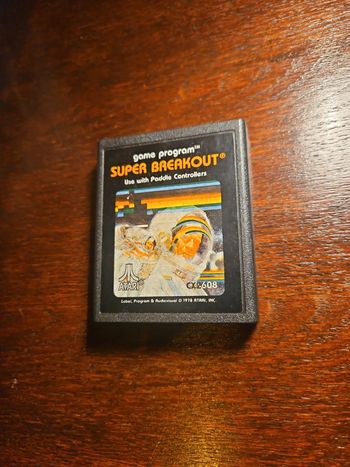 game program™
SUPER BREAKOUT®
Use with Paddle Controllers
ATARI®
Label, Program & Audiovisual © 1978 ATARI, INC.